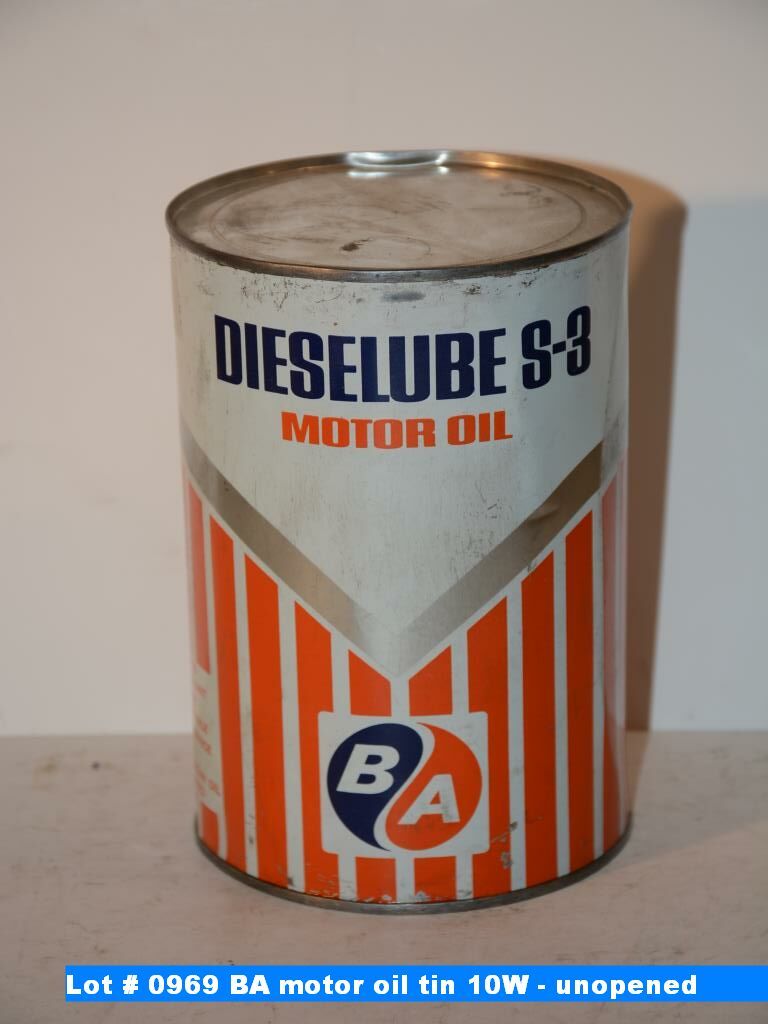 DIESELUBE S-3
MOTOR OIL
BA
Lot # 0969 BA motor oil tin 10W - unopened